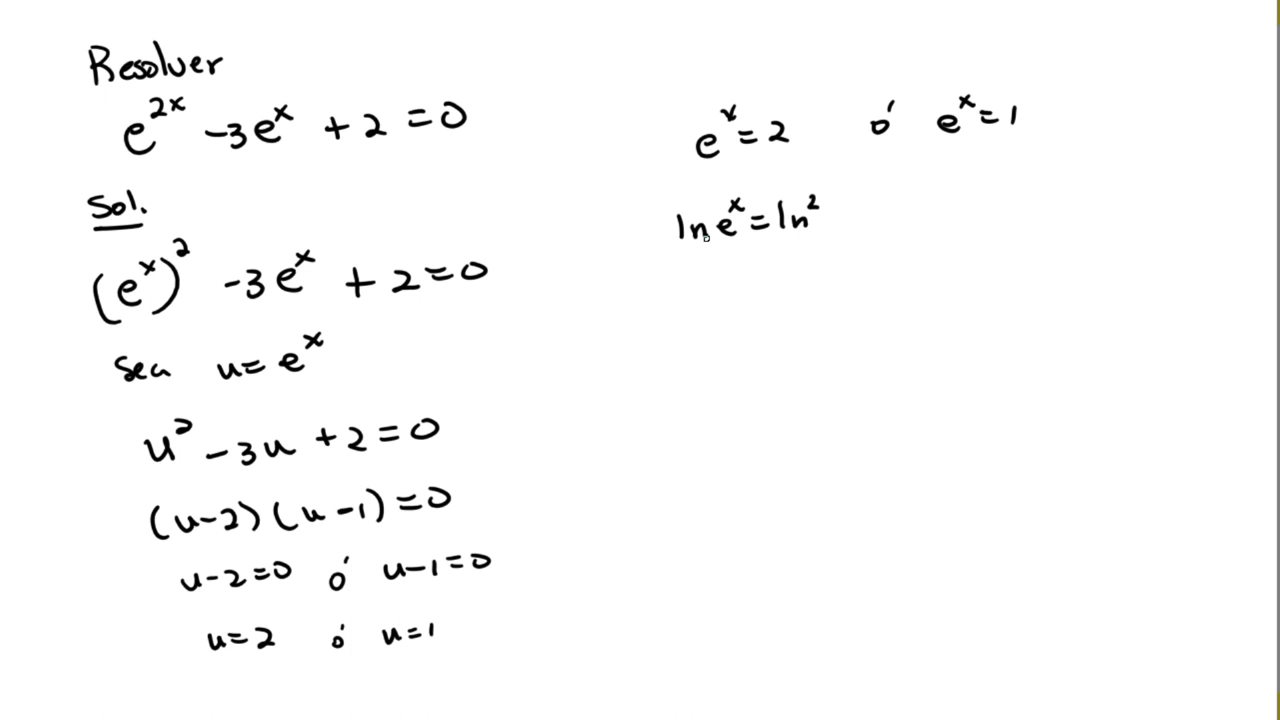 Resolver
e^{2x} -3e^x + 2 = 0
Sol.
(e^x)^2 -3e^x + 2 = 0
Sea u = e^x
u^2 - 3u + 2 = 0
(u-2)(u-1) = 0
u-2=0 ó u-1=0
u=2 ó u=1
e^x = 2 ó e^x = 1
ln e^x = ln 2